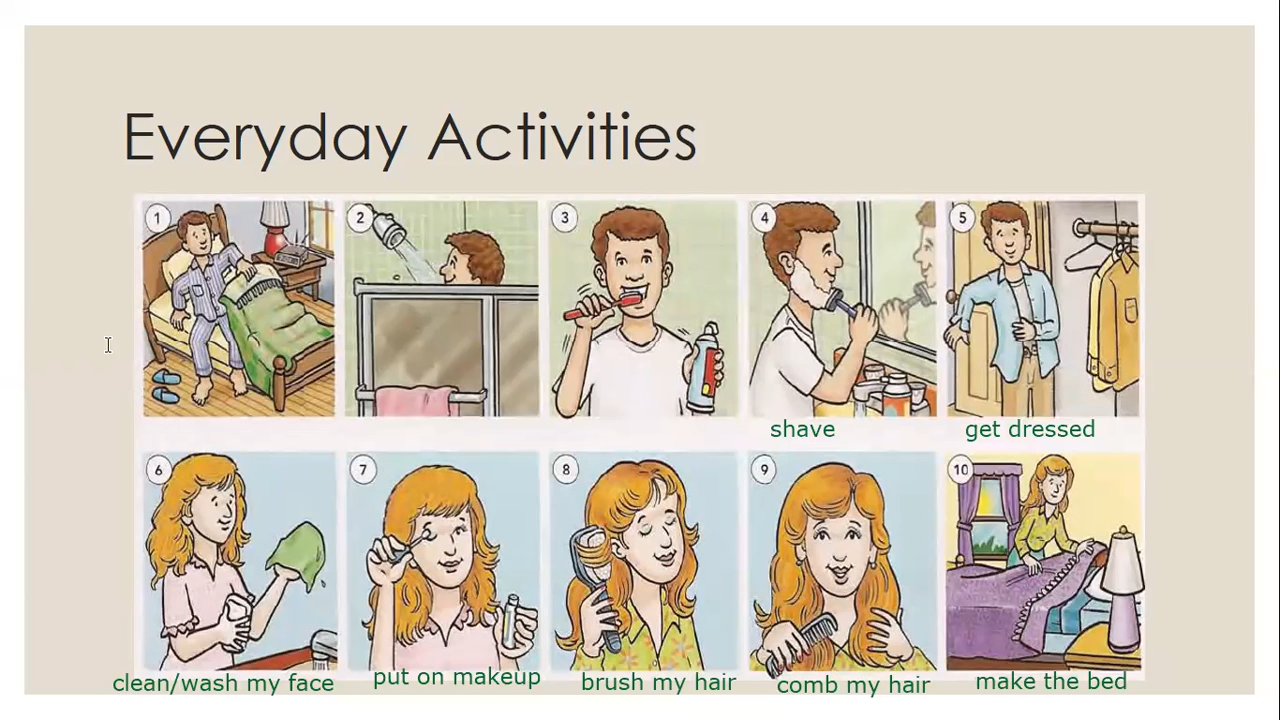 Everyday Activities
1 2 3 4 5
shave get dressed
6 7 8 9 10
clean/wash my face put on makeup brush my hair comb my hair make the bed